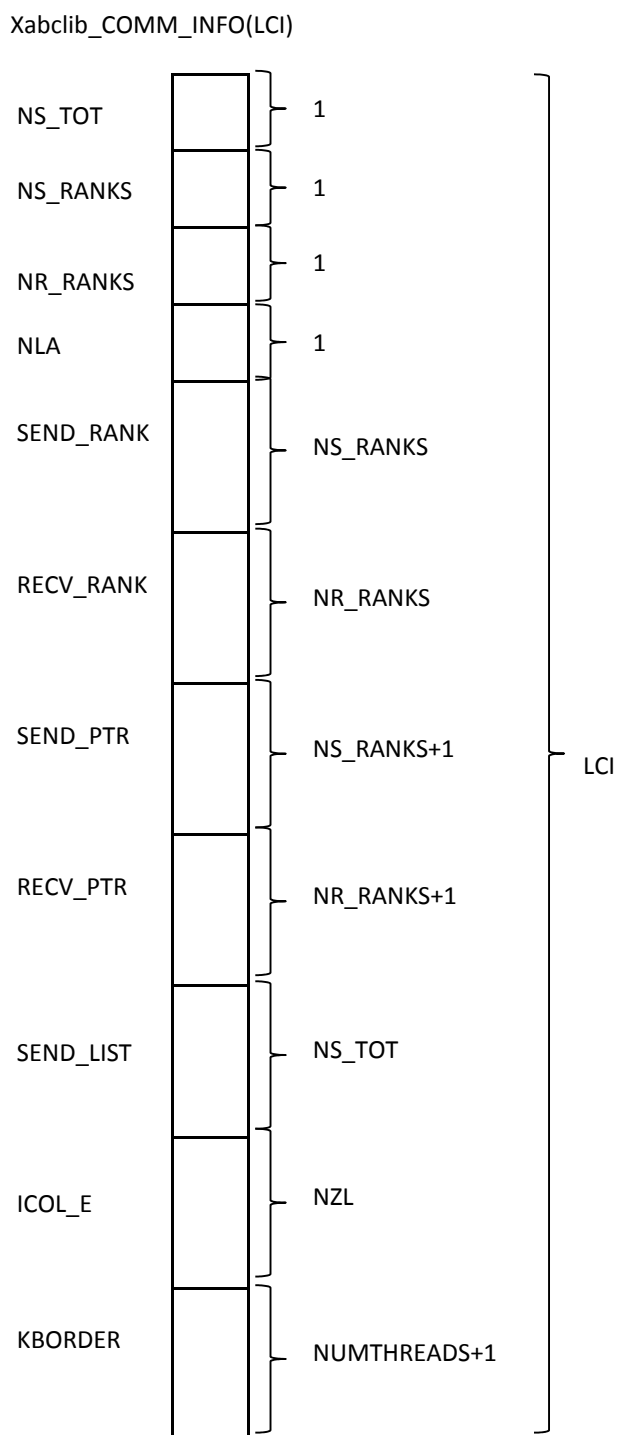 Xabclib_COMM_INFO(LCI)
NS_TOT 1
NS_RANKS 1
NR_RANKS 1
NLA 1
SEND_RANK NS_RANKS
RECV_RANK NR_RANKS
SEND_PTR NS_RANKS+1
LCI
RECV_PTR NR_RANKS+1
SEND_LIST NS_TOT
ICOL_E NZL
KBORDER NUMTHREADS+1